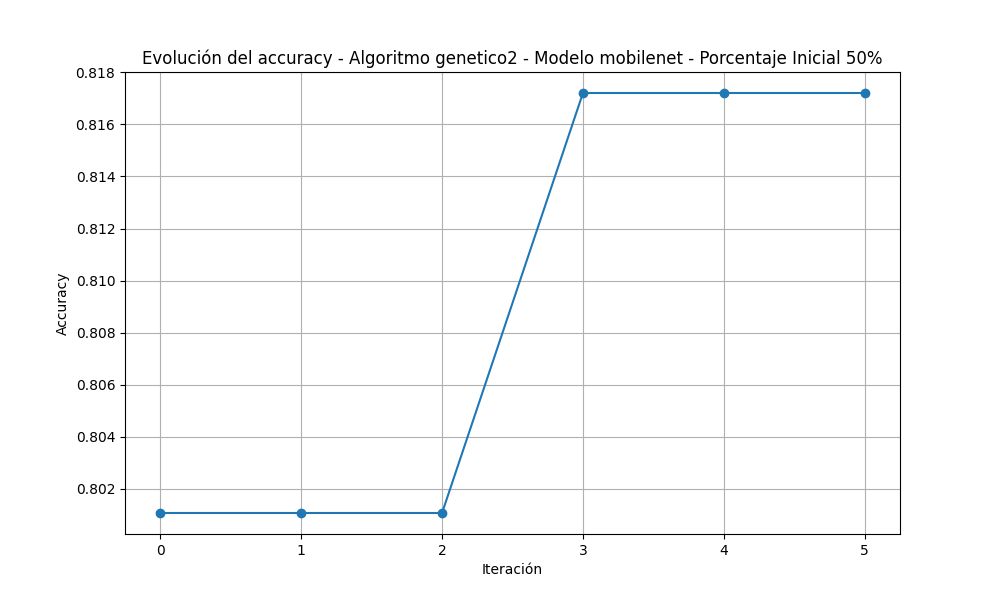 Evolución del accuracy - Algoritmo genetico2 - Modelo mobilenet - Porcentaje Inicial 50%
0.818
0.816
0.814
0.812
0.810
0.808
0.806
0.804
0.802
Accuracy
0 1 2 3 4 5
Iteración